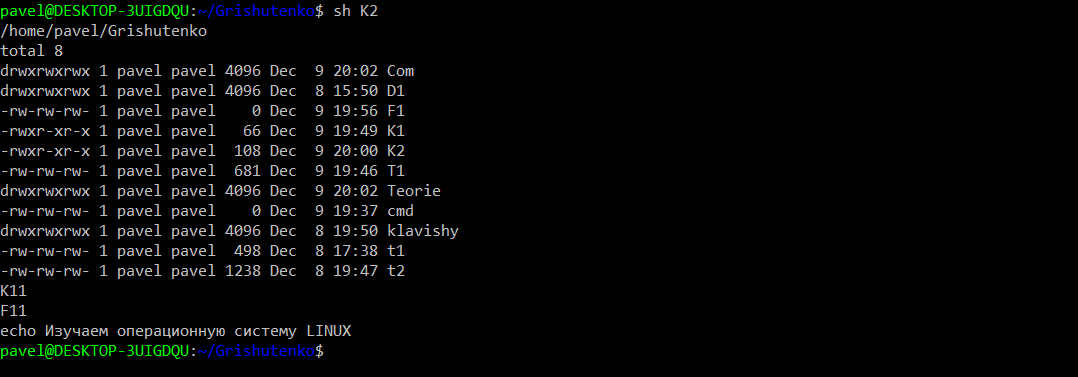 pavel@DESKTOP-3UIGDQU:~/Grishutenko$ sh K2
/home/pavel/Grishutenko
total 8
drwxrwxrwx 1 pavel pavel 4096 Dec  9 20:02 Com
drwxrwxrwx 1 pavel pavel 4096 Dec  8 15:50 D1
-rw-rw-rw- 1 pavel pavel    0 Dec  9 19:56 F1
-rwxr-xr-x 1 pavel pavel   66 Dec  9 19:49 K1
-rwxr-xr-x 1 pavel pavel  108 Dec  9 20:00 K2
-rw-rw-rw- 1 pavel pavel  681 Dec  9 19:46 T1
drwxrwxrwx 1 pavel pavel 4096 Dec  9 20:02 Teorie
-rw-rw-rw- 1 pavel pavel    0 Dec  9 19:37 cmd
drwxrwxrwx 1 pavel pavel 4096 Dec  8 19:50 klavishy
-rw-rw-rw- 1 pavel pavel  498 Dec  8 17:38 t1
-rw-rw-rw- 1 pavel pavel 1238 Dec  8 19:47 t2
K11
F11
echo Изучаем операционную систему LINUX
pavel@DESKTOP-3UIGDQU:~/Grishutenko$